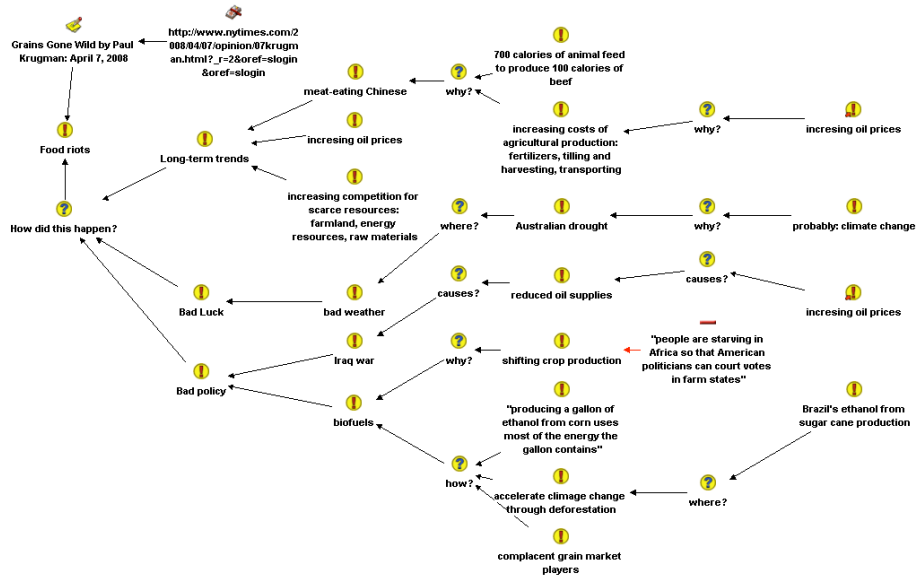 Grains Gone Wild by Paul
Krugman: April 7, 2008
http://www.nytimes.com/2
008/04/07/opinion/07krugm
an.html?_r=2&oref=slogin
&oref=slogin
700 calories of animal feed
to produce 100 calories of
beef
meat-eating Chinese
why?
Food riots
Long-term trends
incresing oil prices
increasing costs of
agricultural production:
fertilizers, tilling and
harvesting, transporting
why?
incresing oil prices
increasing competition for
scarce resources:
farmland, energy
resources, raw materials
How did this happen?
where?
Australian drought
why?
probably: climate change
Bad Luck
bad weather
causes?
reduced oil supplies
causes?
incresing oil prices
Iraq war
why?
shifting crop production
"people are starving in
Africa so that American
politicians can court votes
in farm states"
Bad policy
biofuels
"producing a gallon of
ethanol from corn uses
most of the energy the
gallon contains"
Brazil's ethanol from
sugar cane production
how?
accelerate climage change
through deforestation
where?
complacent grain market
players